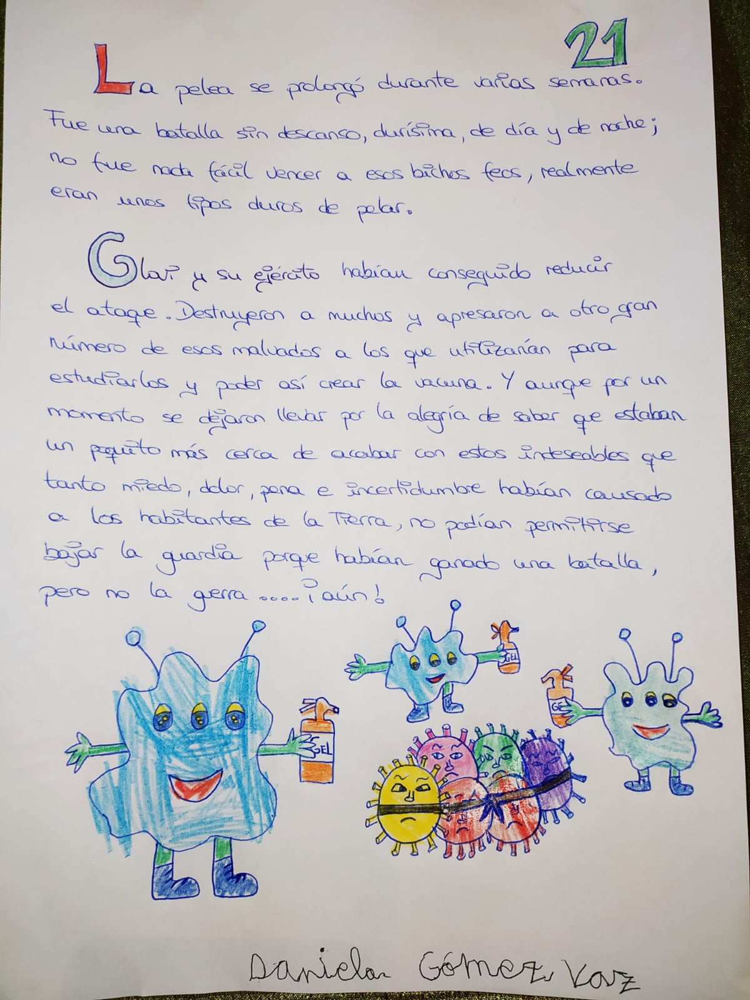 21
La pelea se prolongó durante varias semanas.
Fue una batalla sin descanso, durísima, de día y de noche;
no fue nada fácil vencer a esos bichos feos, realmente
eran unos tipos duros de pelar.
Glavi y su ejército habían conseguido reducir
el ataque. Destruyeron a muchos y apresaron a otro gran
número de esos malvados a los que utilizarían para
estudiarlos y poder así crear la vacuna. Y aunque por un
momento se dejaron llevar por la alegría de saber que estaban
un poquito más cerca de acabar con estos indeseables que
tanto miedo, dolor, pena e incertidumbre habían causado
a los habitantes de la Tierra, no podían permitirse
bajar la guardia porque habían ganado una batalla,
pero no la guerra .... ¡aún!
GEL
GEL
GEL
Daniela Gómez Vaz